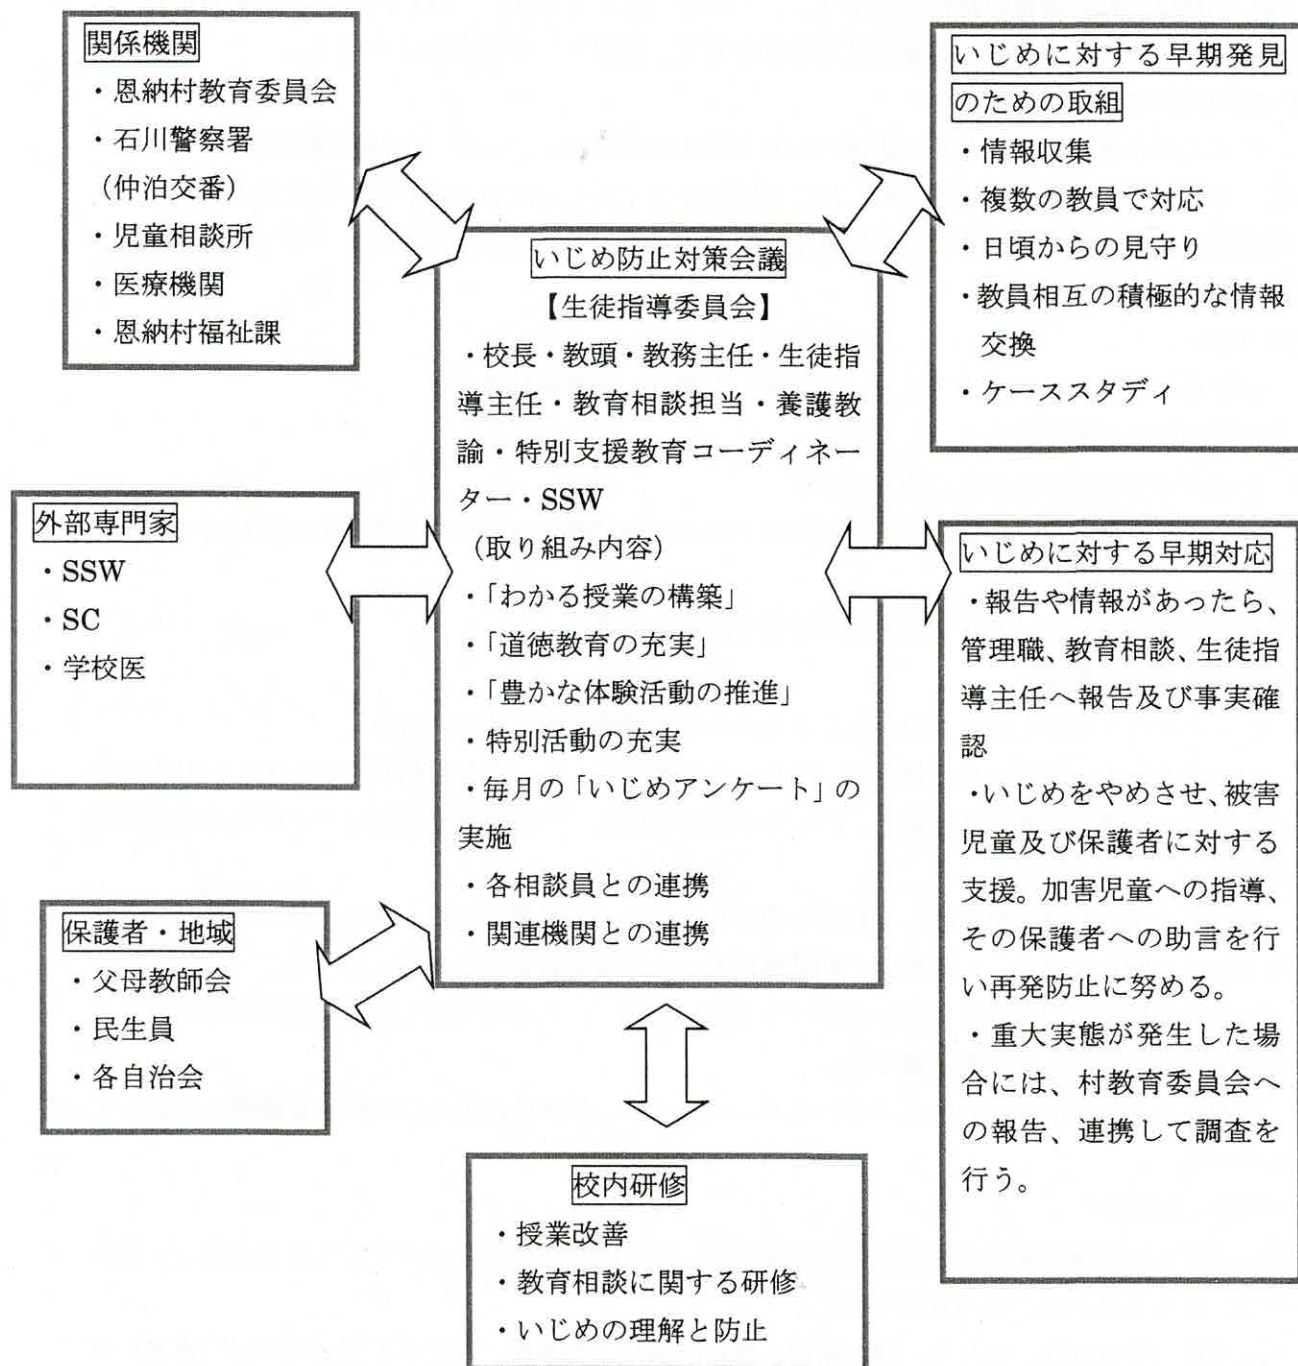 関係機関
・恩納村教育委員会
・石川警察署
（仲泊交番）
・児童相談所
・医療機関
・恩納村福祉課
いじめに対する早期発見
のための取組
・情報収集
・複数の教員で対応
・日頃からの見守り
・教員相互の積極的な情報
交換
・ケーススタディ
いじめ防止対策会議
【生徒指導委員会】
・校長・教頭・教務主任・生徒指
導主任・教育相談担当・養護教
諭・特別支援教育コーディネー
ター・SSW
（取り組み内容）
・「わかる授業の構築」
・「道徳教育の充実」
・「豊かな体験活動の推進」
・特別活動の充実
・毎月の「いじめアンケート」の
実施
・各相談員との連携
・関連機関との連携
外部専門家
・SSW
・SC
・学校医
いじめに対する早期対応
・報告や情報があったら、
管理職、教育相談、生徒指
導主任へ報告及び事実確
認
・いじめをやめさせ、被害
児童及び保護者に対する
支援。加害児童への指導、
その保護者への助言を行
い再発防止に努める。
・重大実態が発生した場
合には、村教育委員会へ
の報告、連携して調査を
行う。
保護者・地域
・父母教師会
・民生員
・各自治会
校内研修
・授業改善
・教育相談に関する研修
・いじめの理解と防止